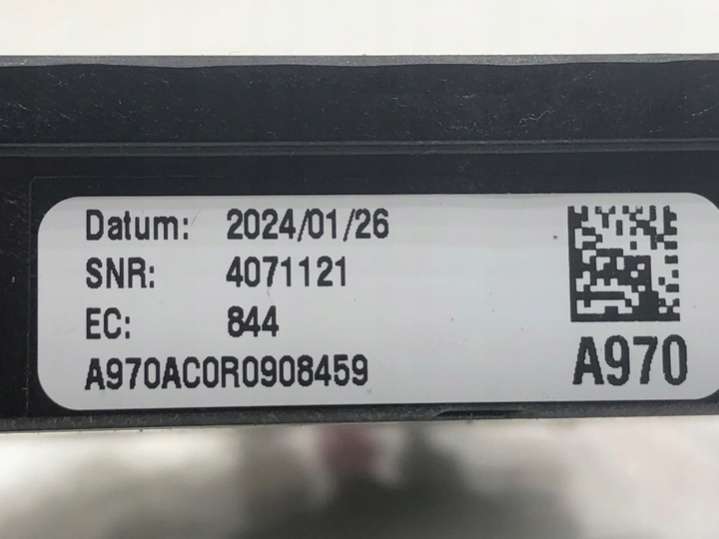 Datum: 2024/01/26
SNR: 4071121
EC: 844
A970AC0R0908459
A970